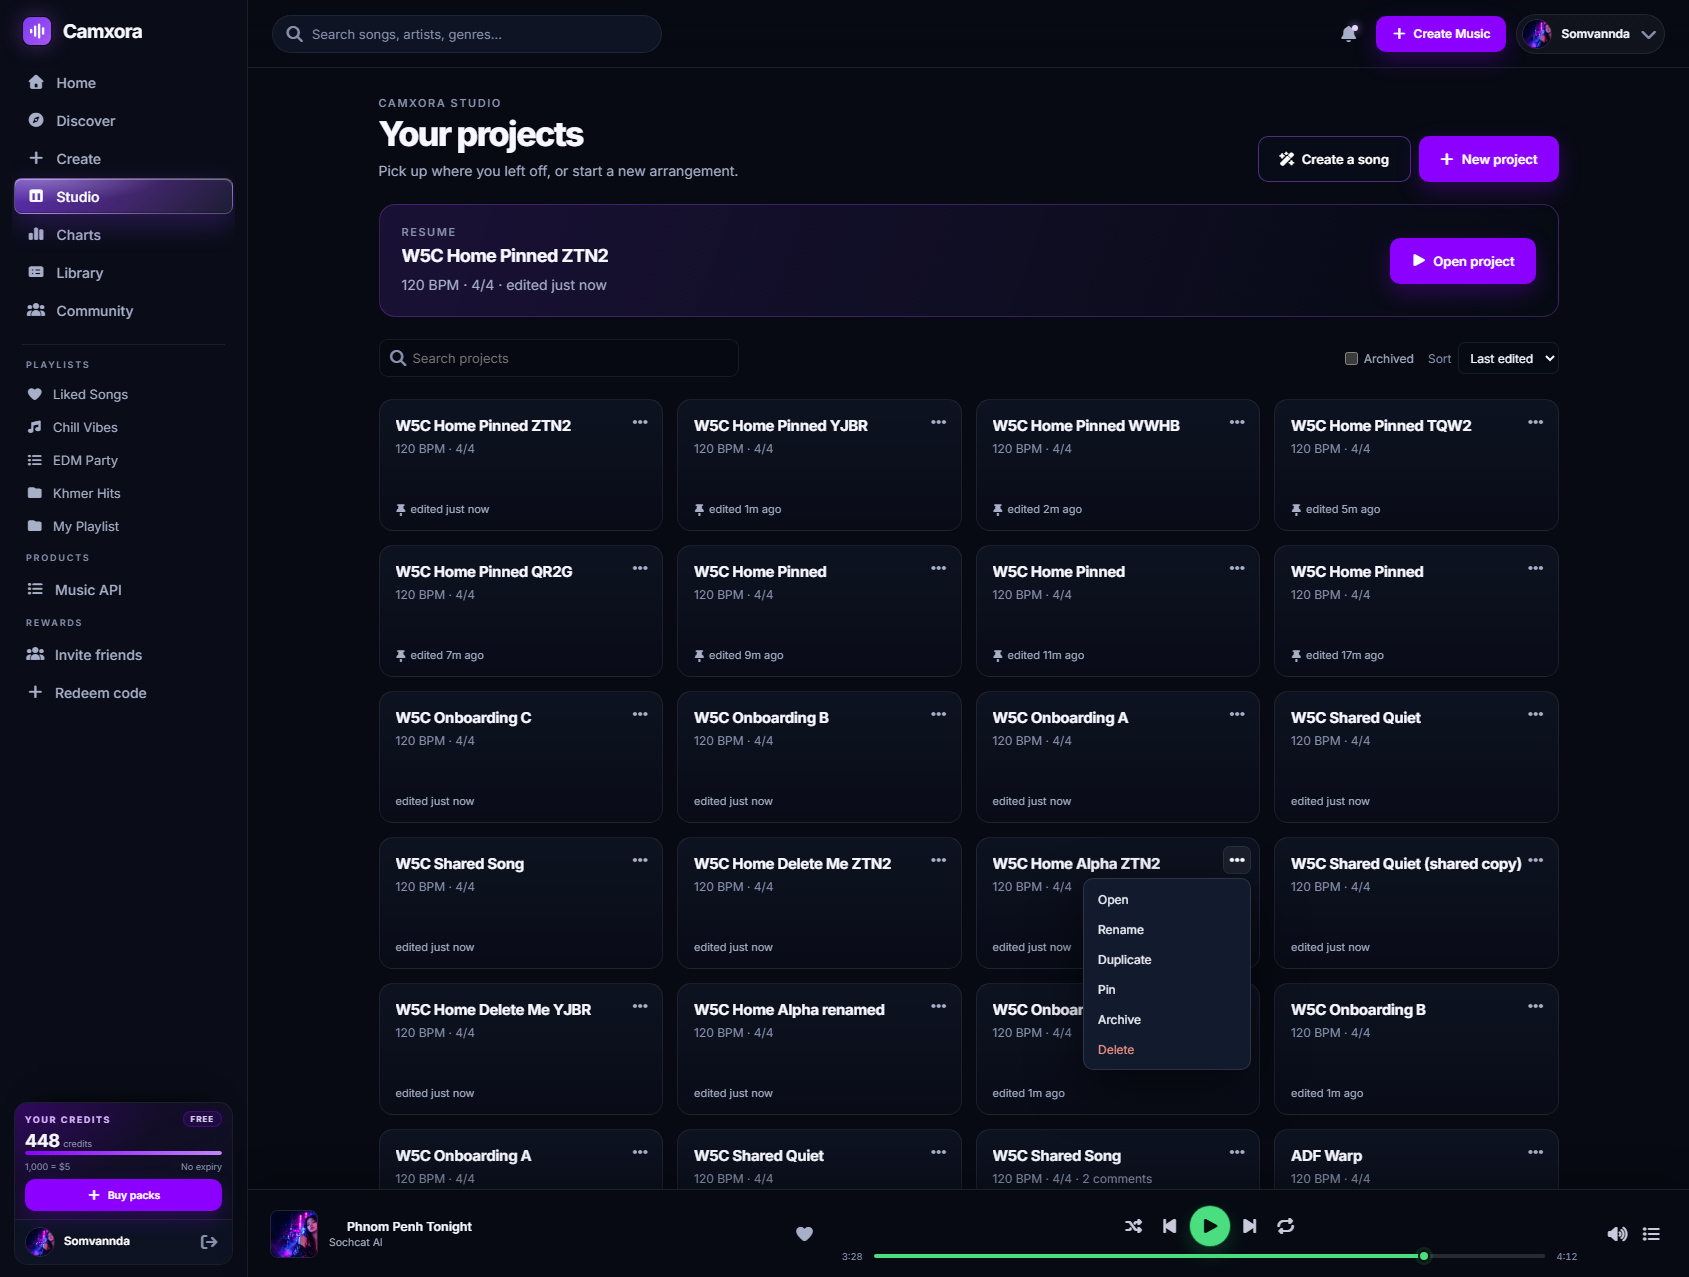 Camxora
Search songs, artists, genres...
Create Music
Somvannda
Home
Discover
Create
Studio
Charts
Library
Community
PLAYLISTS
Liked Songs
Chill Vibes
EDM Party
Khmer Hits
My Playlist
PRODUCTS
Music API
REWARDS
Invite friends
Redeem code
YOUR CREDITS
FREE
448 credits
1,000 = $5
No expiry
Buy packs
Somvannda
CAMXORA STUDIO
Your projects
Pick up where you left off, or start a new arrangement.
Create a song
New project
RESUME
W5C Home Pinned ZTN2
120 BPM · 4/4 · edited just now
Open project
Search projects
Archived
Sort
Last edited
W5C Home Pinned ZTN2
120 BPM · 4/4
edited just now
W5C Home Pinned YJBR
120 BPM · 4/4
edited 1m ago
W5C Home Pinned WWHB
120 BPM · 4/4
edited 2m ago
W5C Home Pinned TQW2
120 BPM · 4/4
edited 5m ago
W5C Home Pinned QR2G
120 BPM · 4/4
edited 7m ago
W5C Home Pinned
120 BPM · 4/4
edited 9m ago
W5C Home Pinned
120 BPM · 4/4
edited 11m ago
W5C Home Pinned
120 BPM · 4/4
edited 17m ago
W5C Onboarding C
120 BPM · 4/4
edited just now
W5C Onboarding B
120 BPM · 4/4
edited just now
W5C Onboarding A
120 BPM · 4/4
edited just now
W5C Shared Quiet
120 BPM · 4/4
edited just now
W5C Shared Song
120 BPM · 4/4
edited just now
W5C Home Delete Me ZTN2
120 BPM · 4/4
edited just now
W5C Home Alpha ZTN2
120 BPM · 4/4
edited just now
Open
Rename
Duplicate
Pin
Archive
Delete
W5C Shared Quiet (shared copy)
120 BPM · 4/4
edited just now
W5C Home Delete Me YJBR
120 BPM · 4/4
edited just now
W5C Home Alpha renamed
120 BPM · 4/4
edited just now
W5C Onboar
120 BPM · 4/4
edited 1m ago
W5C Onboarding B
120 BPM · 4/4
edited 1m ago
W5C Onboarding A
120 BPM · 4/4
W5C Shared Quiet
120 BPM · 4/4
W5C Shared Song
120 BPM · 4/4 · 2 comments
ADF Warp
120 BPM · 4/4
Phnom Penh Tonight
Sochcat AI
3:28
4:12